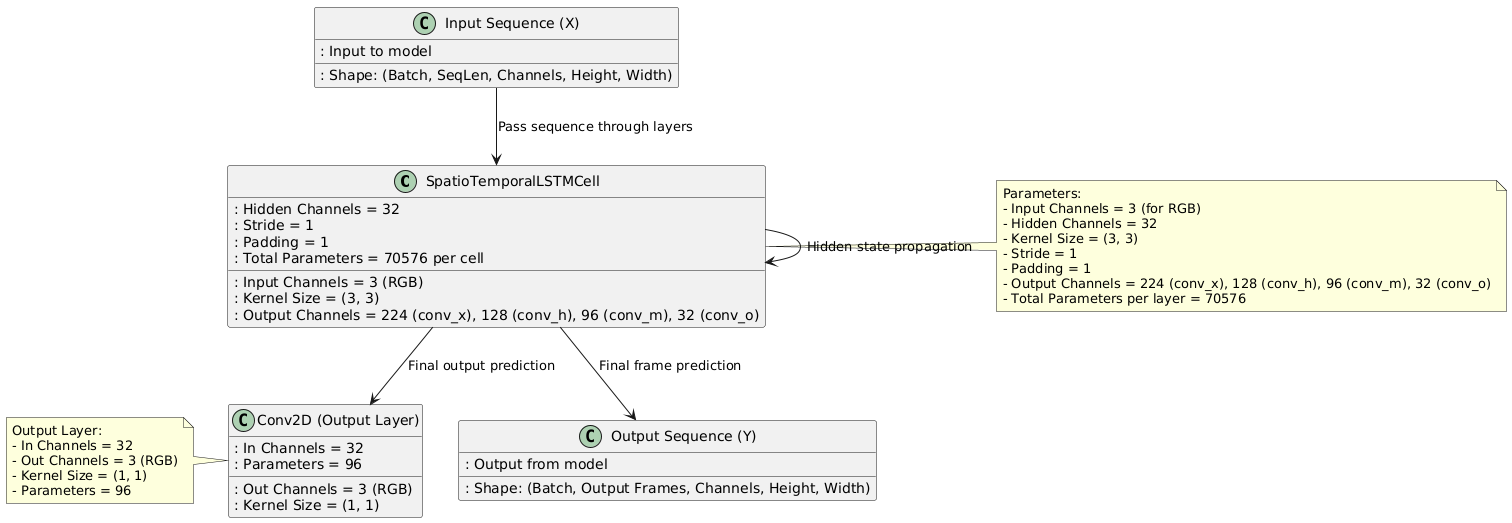 C Input Sequence (X)
: Input to model
: Shape: (Batch, SeqLen, Channels, Height, Width)
Pass sequence through layers
C SpatioTemporalLSTMCell
: Hidden Channels = 32
: Stride = 1
: Padding = 1
: Total Parameters = 70576 per cell
: Input Channels = 3 (RGB)
: Kernel Size = (3, 3)
: Output Channels = 224 (conv_x), 128 (conv_h), 96 (conv_m), 32 (conv_o)
Hidden state propagation
Parameters:
- Input Channels = 3 (for RGB)
- Hidden Channels = 32
- Kernel Size = (3, 3)
- Stride = 1
- Padding = 1
- Output Channels = 224 (conv_x), 128 (conv_h), 96 (conv_m), 32 (conv_o)
- Total Parameters per layer = 70576
Final output prediction
Final frame prediction
Output Layer:
- In Channels = 32
- Out Channels = 3 (RGB)
- Kernel Size = (1, 1)
- Parameters = 96
C Conv2D (Output Layer)
: In Channels = 32
: Parameters = 96
: Out Channels = 3 (RGB)
: Kernel Size = (1, 1)
C Output Sequence (Y)
: Output from model
: Shape: (Batch, Output Frames, Channels, Height, Width)